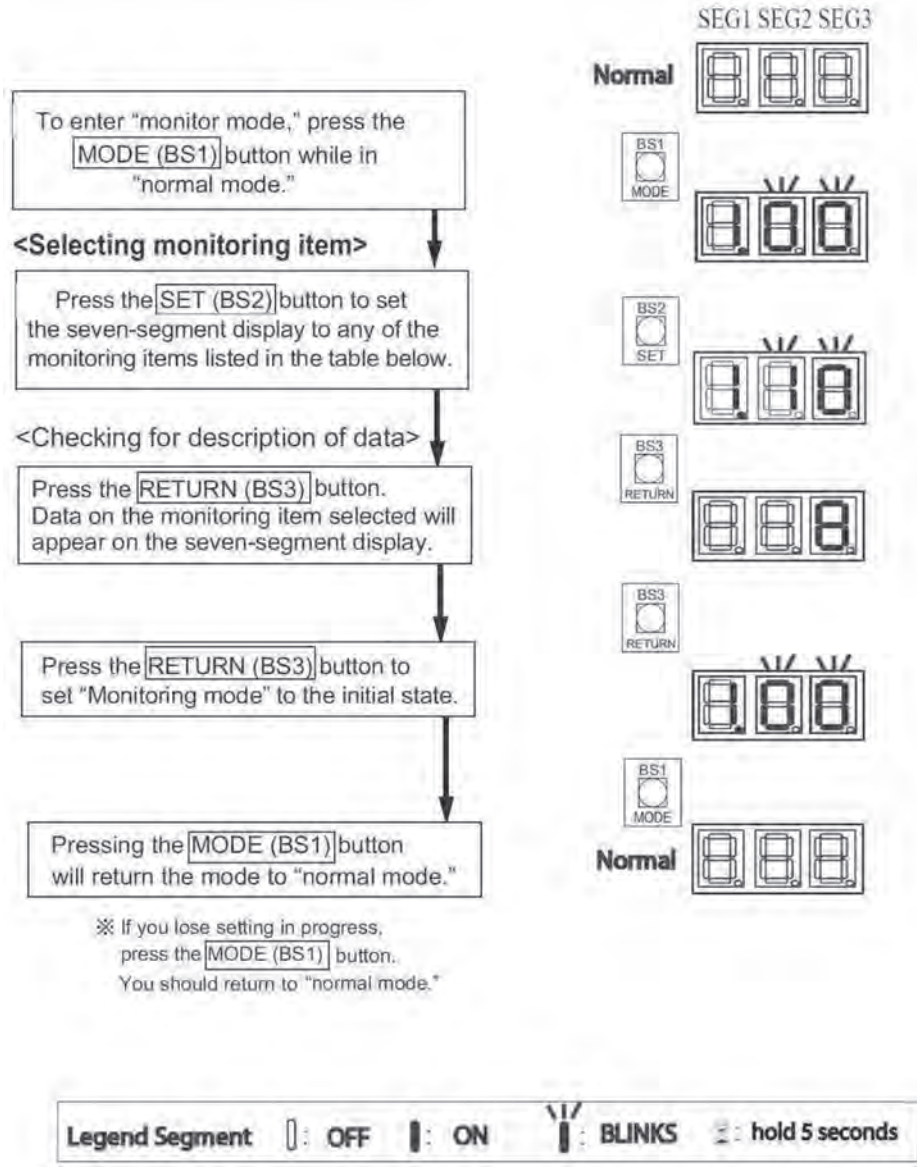 SEG1 SEG2 SEG3
Normal
To enter “monitor mode,” press the
MODE (BS1) button while in
“normal mode.”
BS1
MODE
<Selecting monitoring item>
Press the SET (BS2) button to set
the seven-segment display to any of the
monitoring items listed in the table below.
BS2
SET
<Checking for description of data>
Press the RETURN (BS3) button.
Data on the monitoring item selected will
appear on the seven-segment display.
BS3
RETURN
Press the RETURN (BS3) button to
set “Monitoring mode” to the initial state.
BS3
RETURN
Pressing the MODE (BS1) button
will return the mode to “normal mode.”
BS1
MODE
Normal
※ If you lose setting in progress,
press the MODE (BS1) button.
You should return to “normal mode.”
Legend Segment : OFF : ON : BLINKS : hold 5 seconds